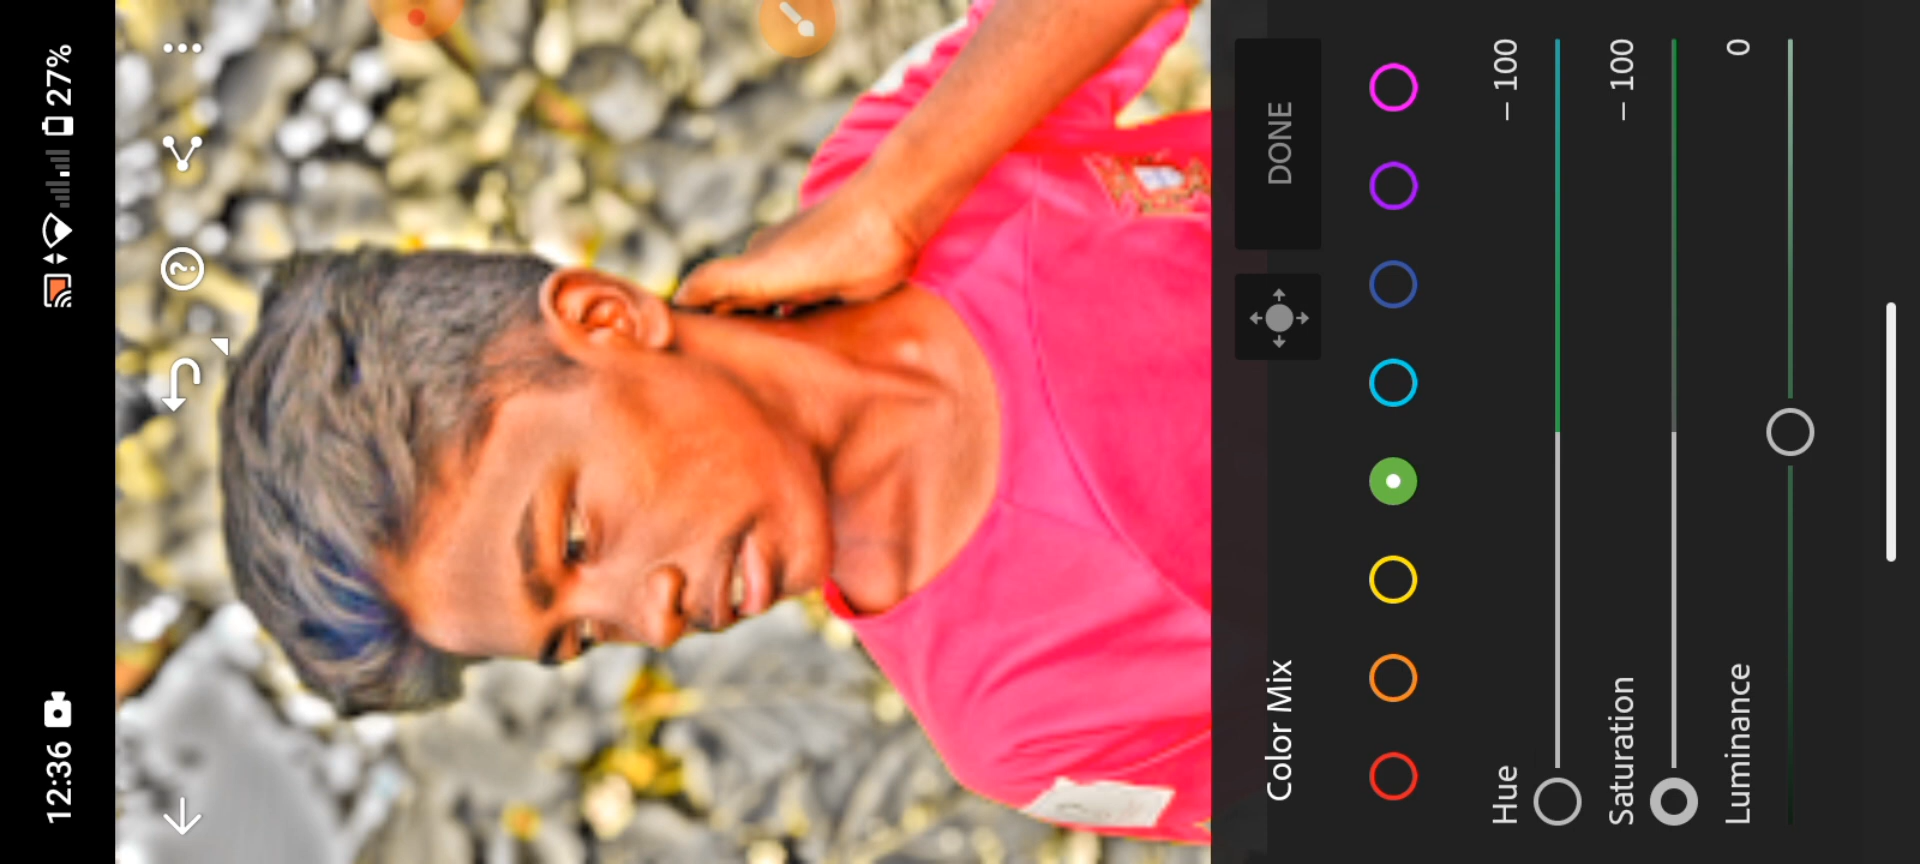 12:36
27%
Color Mix
DONE
Hue
– 100
Saturation
– 100
Luminance
0